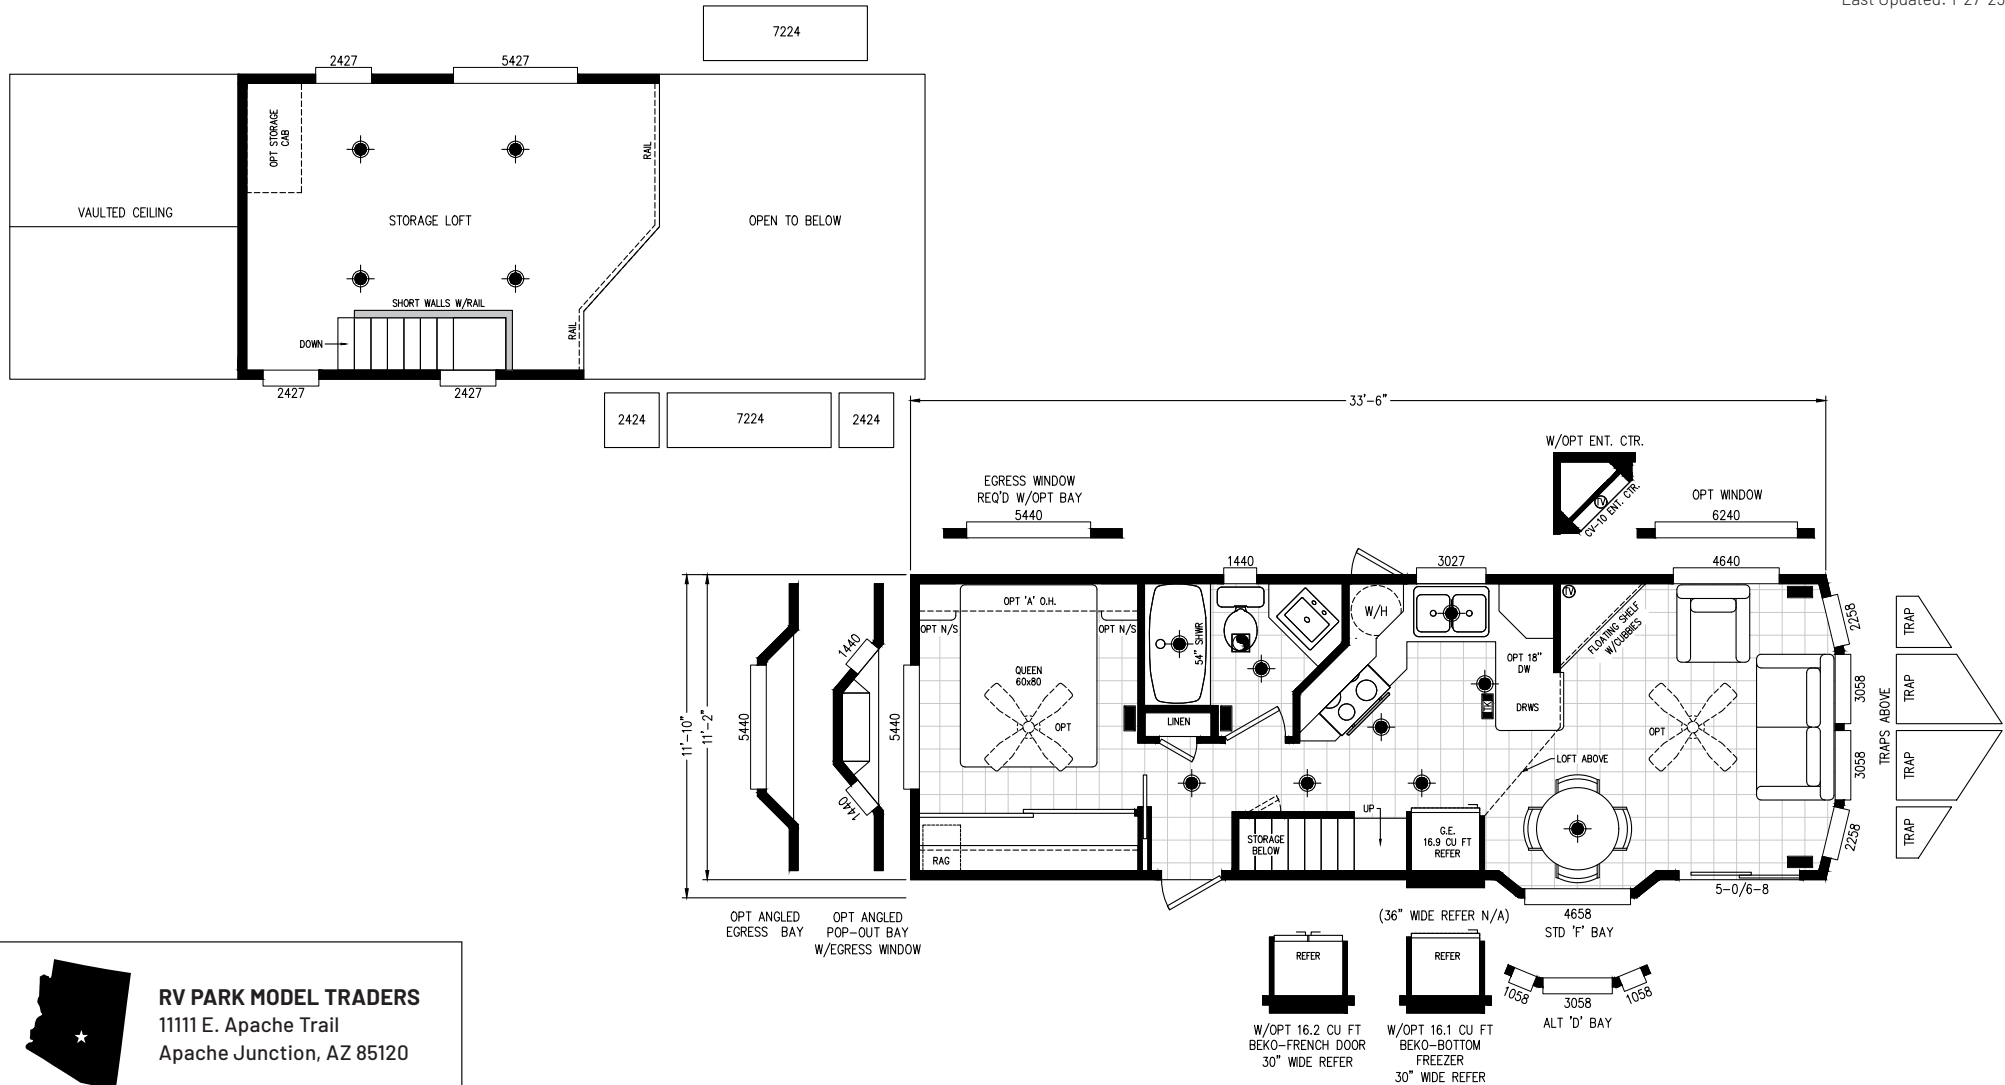 Last Updated: 1-27-23
7224
2427
5427
OPT STORAGE
CAB
RAIL
VAULTED CEILING
STORAGE LOFT
OPEN TO BELOW
SHORT WALLS W/RAIL
RAIL
DOWN
2427
2427
2424
7224
2424
33'-6"
W/OPT ENT. CTR.
TV
CV-10 ENT. CTR.
EGRESS WINDOW
REQ'D W/OPT BAY
5440
OPT WINDOW
6240
1440
3027
4640
OPT 'A' O.H.
OPT N/S
OPT N/S
QUEEN
60x80
OPT
54" SHWR
LINEN
W/H
OPT 18"
DW
DRWS
TK
TV
FLOATING SHELF
W/CUBBIES
OPT
2258
3058
3058
2258
TRAPS ABOVE
TRAP
TRAP
TRAP
TRAP
11'-10"
11'-2"
5440
1440
1440
5440
LOFT ABOVE
UP
STORAGE
BELOW
G.E.
16.9 CU FT
REFER
RAG
5-0/6-8
4658
STD 'F' BAY
OPT ANGLED
EGRESS BAY
OPT ANGLED
POP-OUT BAY
W/EGRESS WINDOW
(36" WIDE REFER N/A)
REFER
W/OPT 16.2 CU FT
BEKO-FRENCH DOOR
30" WIDE REFER
REFER
W/OPT 16.1 CU FT
BEKO-BOTTOM
FREEZER
30" WIDE REFER
1058
3058
1058
ALT 'D' BAY
RV PARK MODEL TRADERS
11111 E. Apache Trail
Apache Junction, AZ 85120